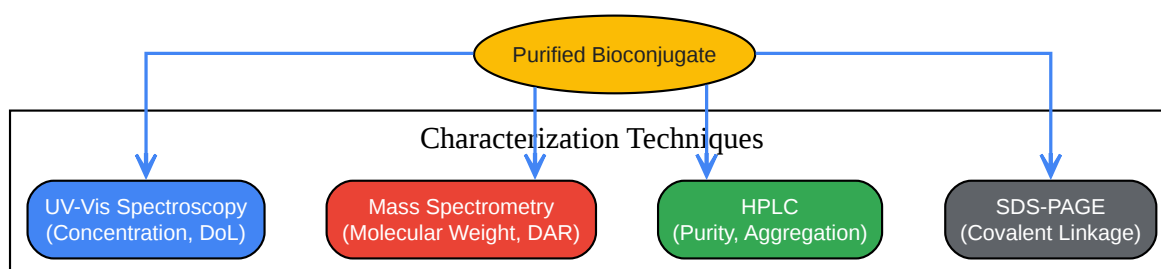 Purified Bioconjugate
Characterization Techniques
UV-Vis Spectroscopy
(Concentration, DoL)
Mass Spectrometry
(Molecular Weight, DAR)
HPLC
(Purity, Aggregation)
SDS-PAGE
(Covalent Linkage)